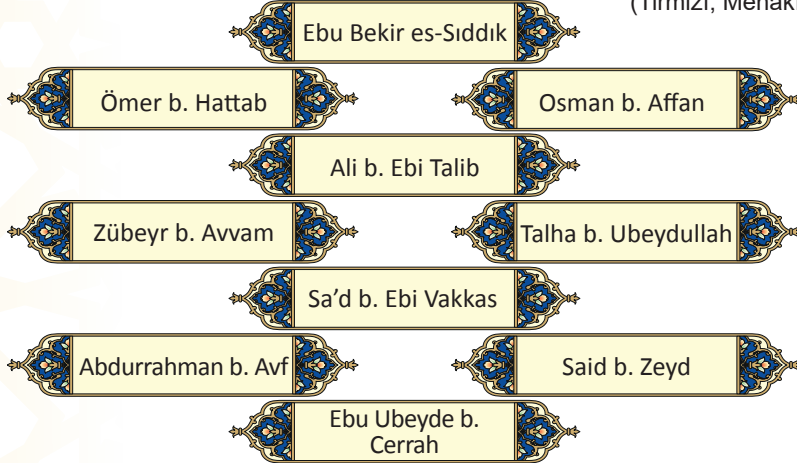 (Tirmizî, Menâkı
Ebu Bekir es-Sıddık
Ömer b. Hattab
Osman b. Affan
Ali b. Ebi Talib
Zübeyr b. Avvam
Talha b. Ubeydullah
Sa’d b. Ebi Vakkas
Abdurrahman b. Avf
Said b. Zeyd
Ebu Ubeyde b.
Cerrah